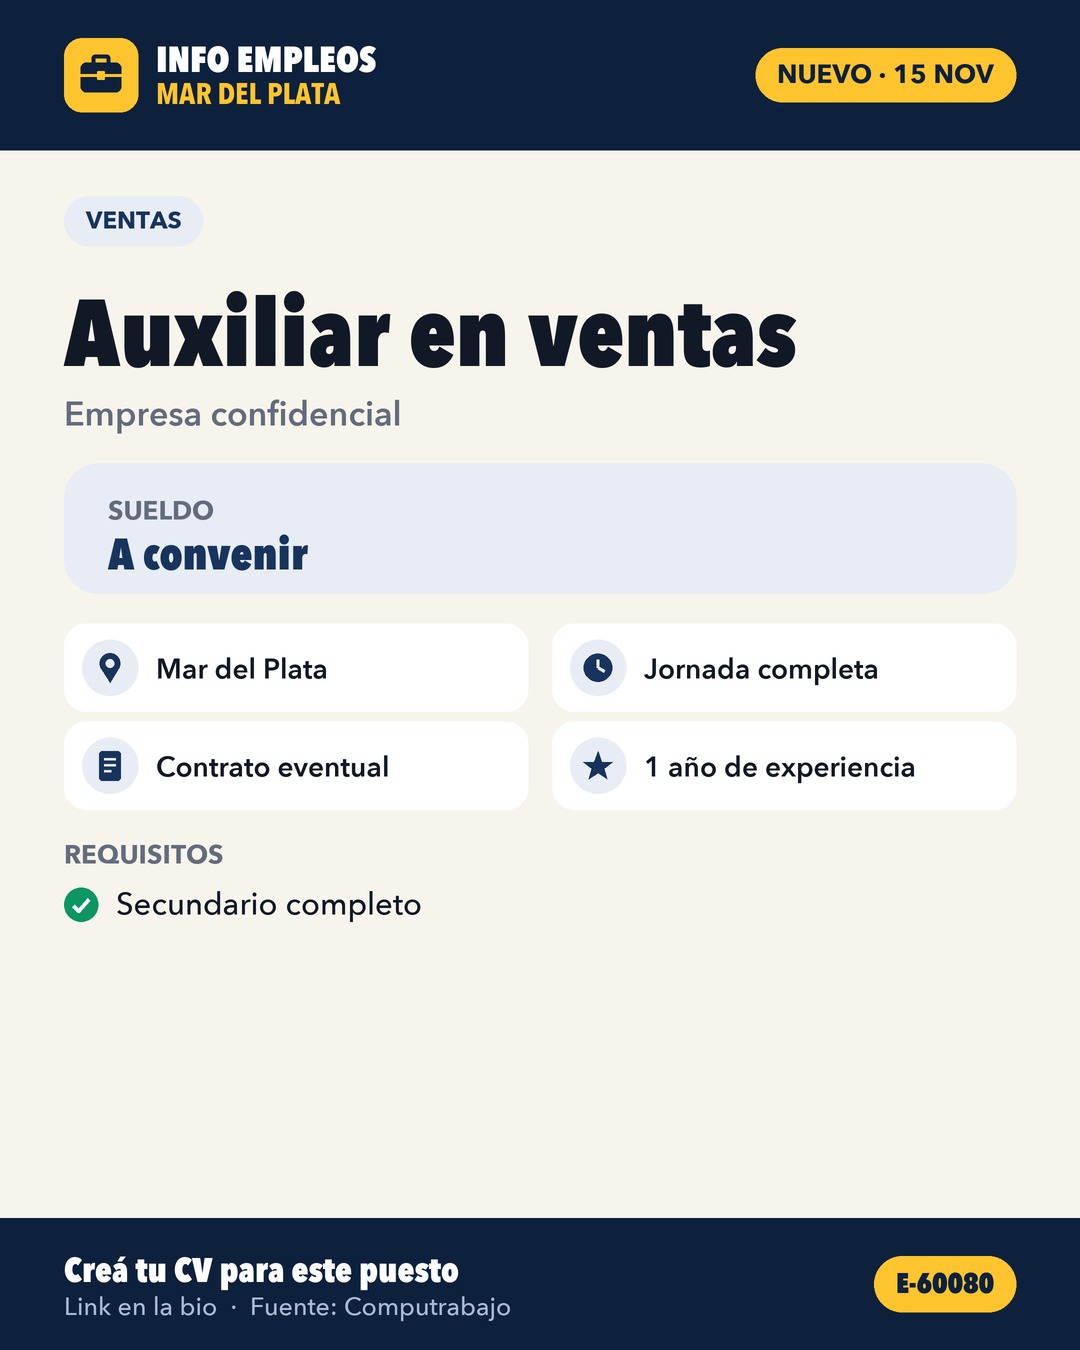 INFO EMPLEOS
MAR DEL PLATA
NUEVO · 15 NOV
VENTAS
Auxiliar en ventas
Empresa confidencial
SUELDO
A convenir
Mar del Plata
Jornada completa
Contrato eventual
1 año de experiencia
REQUISITOS
Secundario completo
Creá tu CV para este puesto
Link en la bio · Fuente: Computrabajo
E-60080